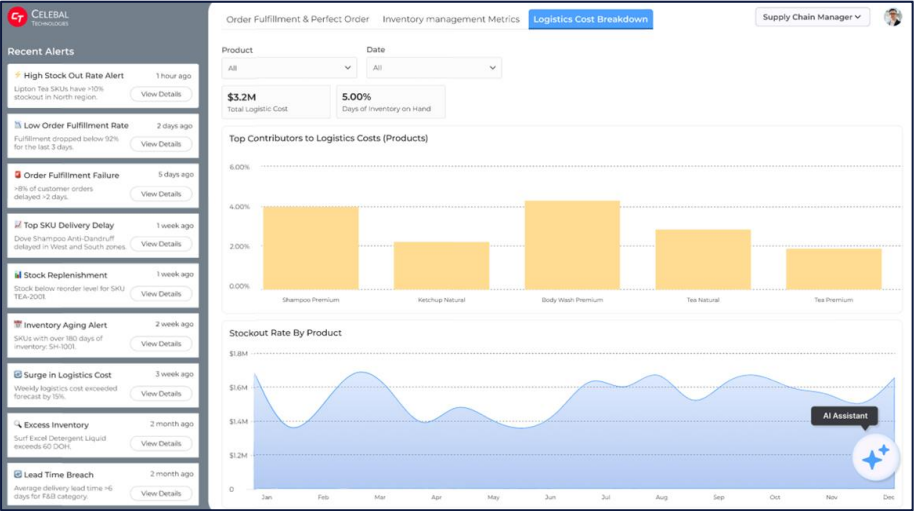 CT
CELEBAL
TECHNOLOGIES
Recent Alerts
High Stock Out Rate Alert
1 hour ago
Lipton Tea SKUs have >10%
stockout in North region.
View Details
Low Order Fulfillment Rate
2 days ago
Fulfillment dropped below 92%
for the last 3 days.
View Details
Order Fulfillment Failure
5 days ago
>8% of customer orders
delayed >2 days.
View Details
Top SKU Delivery Delay
1 week ago
Dove Shampoo Anti-Dandruff
delayed in West and South zones.
View Details
Stock Replenishment
1 week ago
Stock below reorder level for SKU
TEA-2001.
View Details
Inventory Aging Alert
2 week ago
SKUs with over 180 days of
inventory: SH-1001.
View Details
Surge in Logistics Cost
3 week ago
Weekly logistics cost exceeded
forecast by 15%.
View Details
Excess Inventory
2 month ago
Surf Excel Detergent Liquid
exceeds 60 DOH.
View Details
Lead Time Breach
2 month ago
Average delivery lead time >6
days for F&B category.
View Details
Order Fulfillment & Perfect Order
Inventory management Metrics
Logistics Cost Breakdown
Supply Chain Manager
Product
Date
All
All
$3.2M
Total Logistic Cost
5.00%
Days of Inventory on Hand
Top Contributors to Logistics Costs (Products)
6.00%
4.00%
2.00%
0.00%
Shampoo Premium
Ketchup Natural
Body Wash Premium
Tea Natural
Tea Premium
Stockout Rate By Product
$1.8M
$1.6M
$1.4M
$1.2M
0
Jan
Feb
Mar
Apr
May
Jun
Jul
Aug
Sep
Oct
Nov
Dec
AI Assistant